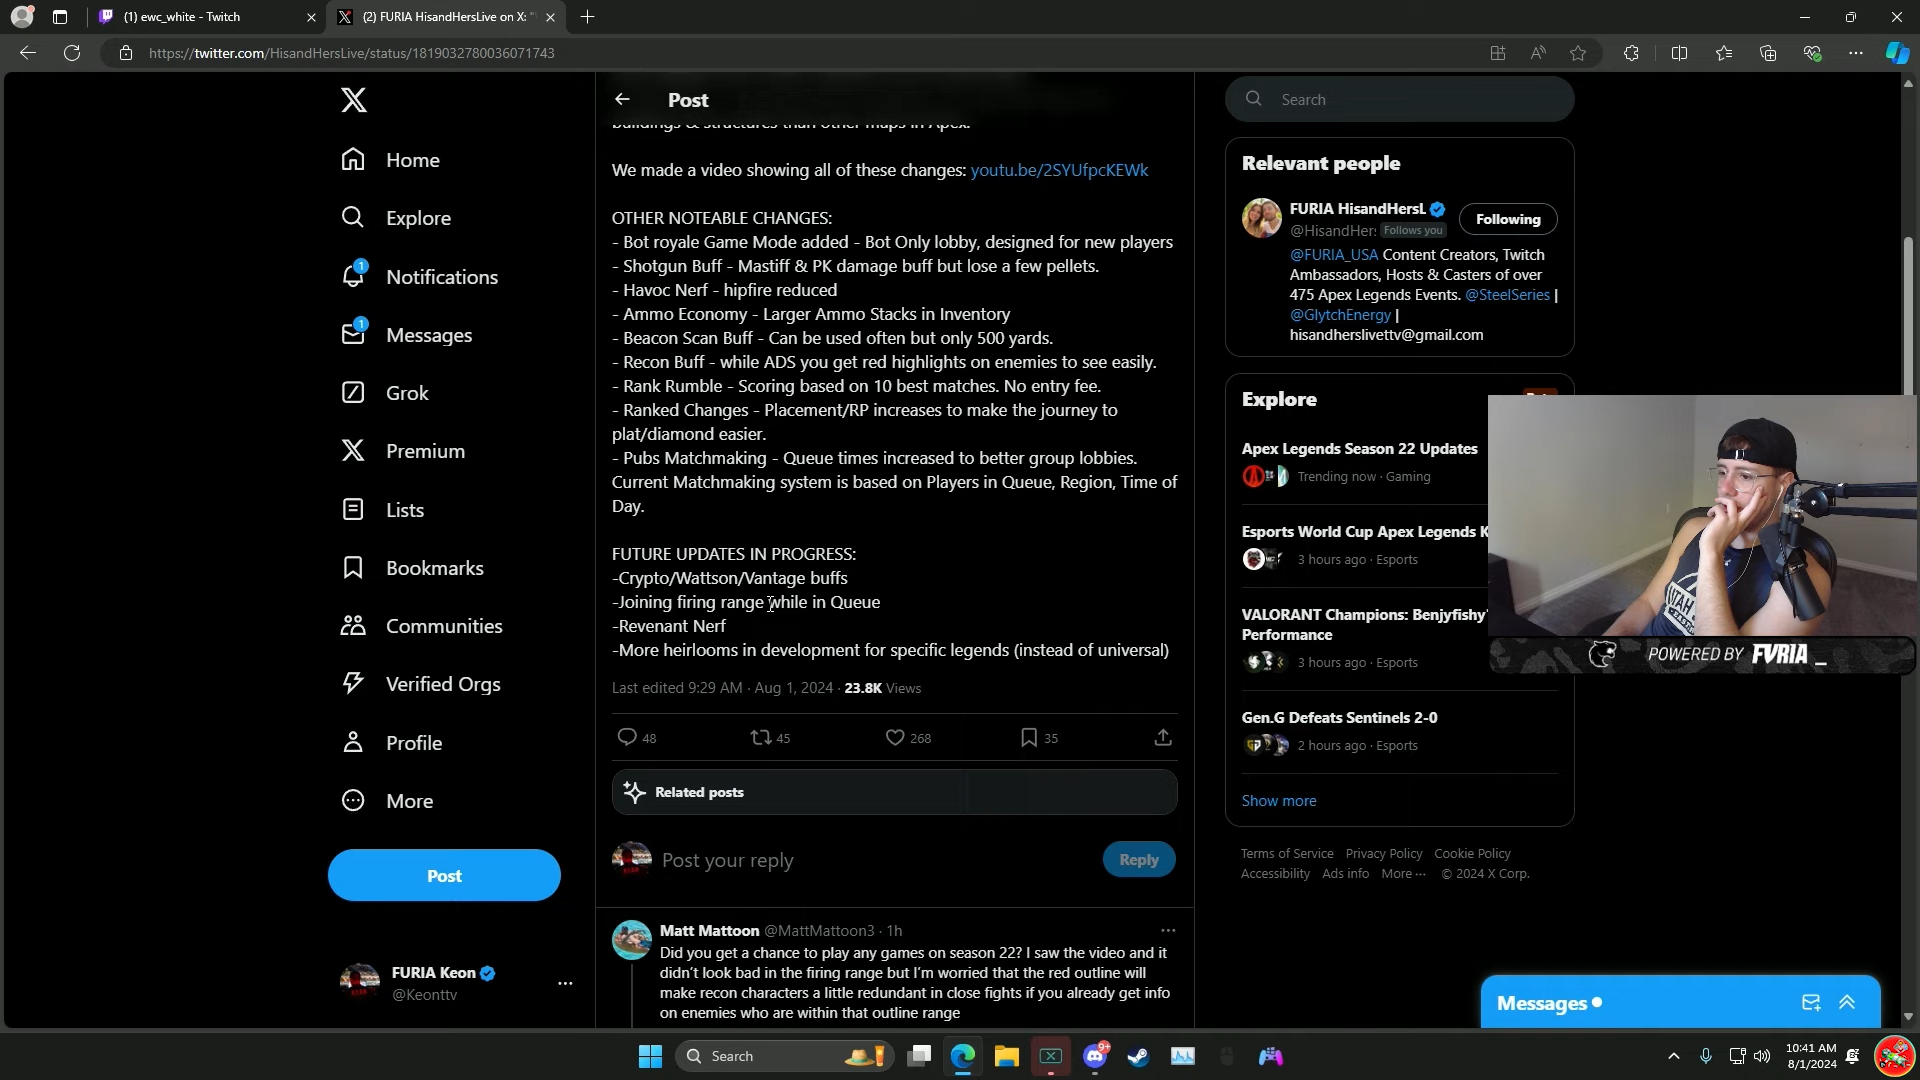 (1) ewc_white - Twitch
(2) FURIA HisandHersLive on X: "
https://twitter.com/HisandHersLive/status/1819032780036071743
Home
Explore
1
Notifications
1
Messages
Grok
Premium
Lists
Bookmarks
Communities
Verified Orgs
Profile
More
Post
FURIA Keon
@Keonttv
Post
buildings & structures than other maps in Apex.
We made a video showing all of these changes: youtu.be/2SYUfpcKEWk
OTHER NOTEABLE CHANGES:
- Bot royale Game Mode added - Bot Only lobby, designed for new players
- Shotgun Buff - Mastiff & PK damage buff but lose a few pellets.
- Havoc Nerf - hipfire reduced
- Ammo Economy - Larger Ammo Stacks in Inventory
- Beacon Scan Buff - Can be used often but only 500 yards.
- Recon Buff - while ADS you get red highlights on enemies to see easily.
- Rank Rumble - Scoring based on 10 best matches. No entry fee.
- Ranked Changes - Placement/RP increases to make the journey to
plat/diamond easier.
- Pubs Matchmaking - Queue times increased to better group lobbies.
Current Matchmaking system is based on Players in Queue, Region, Time of
Day.
FUTURE UPDATES IN PROGRESS:
-Crypto/Wattson/Vantage buffs
-Joining firing range while in Queue
-Revenant Nerf
-More heirlooms in development for specific legends (instead of universal)
Last edited 9:29 AM · Aug 1, 2024 · 23.8K Views
48 45 268 35
Related posts
Post your reply
Reply
Matt Mattoon @MattMattoon3 · 1h
Did you get a chance to play any games on season 22? I saw the video and it
didn't look bad in the firing range but I'm worried that the red outline will
make recon characters a little redundant in close fights if you already get info
on enemies who are within that outline range
Search
Relevant people
FURIA HisandHersL
@HisandHer: Follows you
Following
@FURIA_USA Content Creators, Twitch
Ambassadors, Hosts & Casters of over
475 Apex Legends Events. @SteelSeries |
@GlytchEnergy |
hisandherslivettv@gmail.com
Explore
Apex Legends Season 22 Updates
Trending now · Gaming
Esports World Cup Apex Legends K
3 hours ago · Esports
VALORANT Champions: Benjyfishy'
Performance
3 hours ago · Esports
Gen.G Defeats Sentinels 2-0
2 hours ago · Esports
Show more
Terms of Service Privacy Policy Cookie Policy
Accessibility Ads info More ··· © 2024 X Corp.
POWERED BY FVRIA _
Messages
Search
9+
10:41 AM
8/1/2024